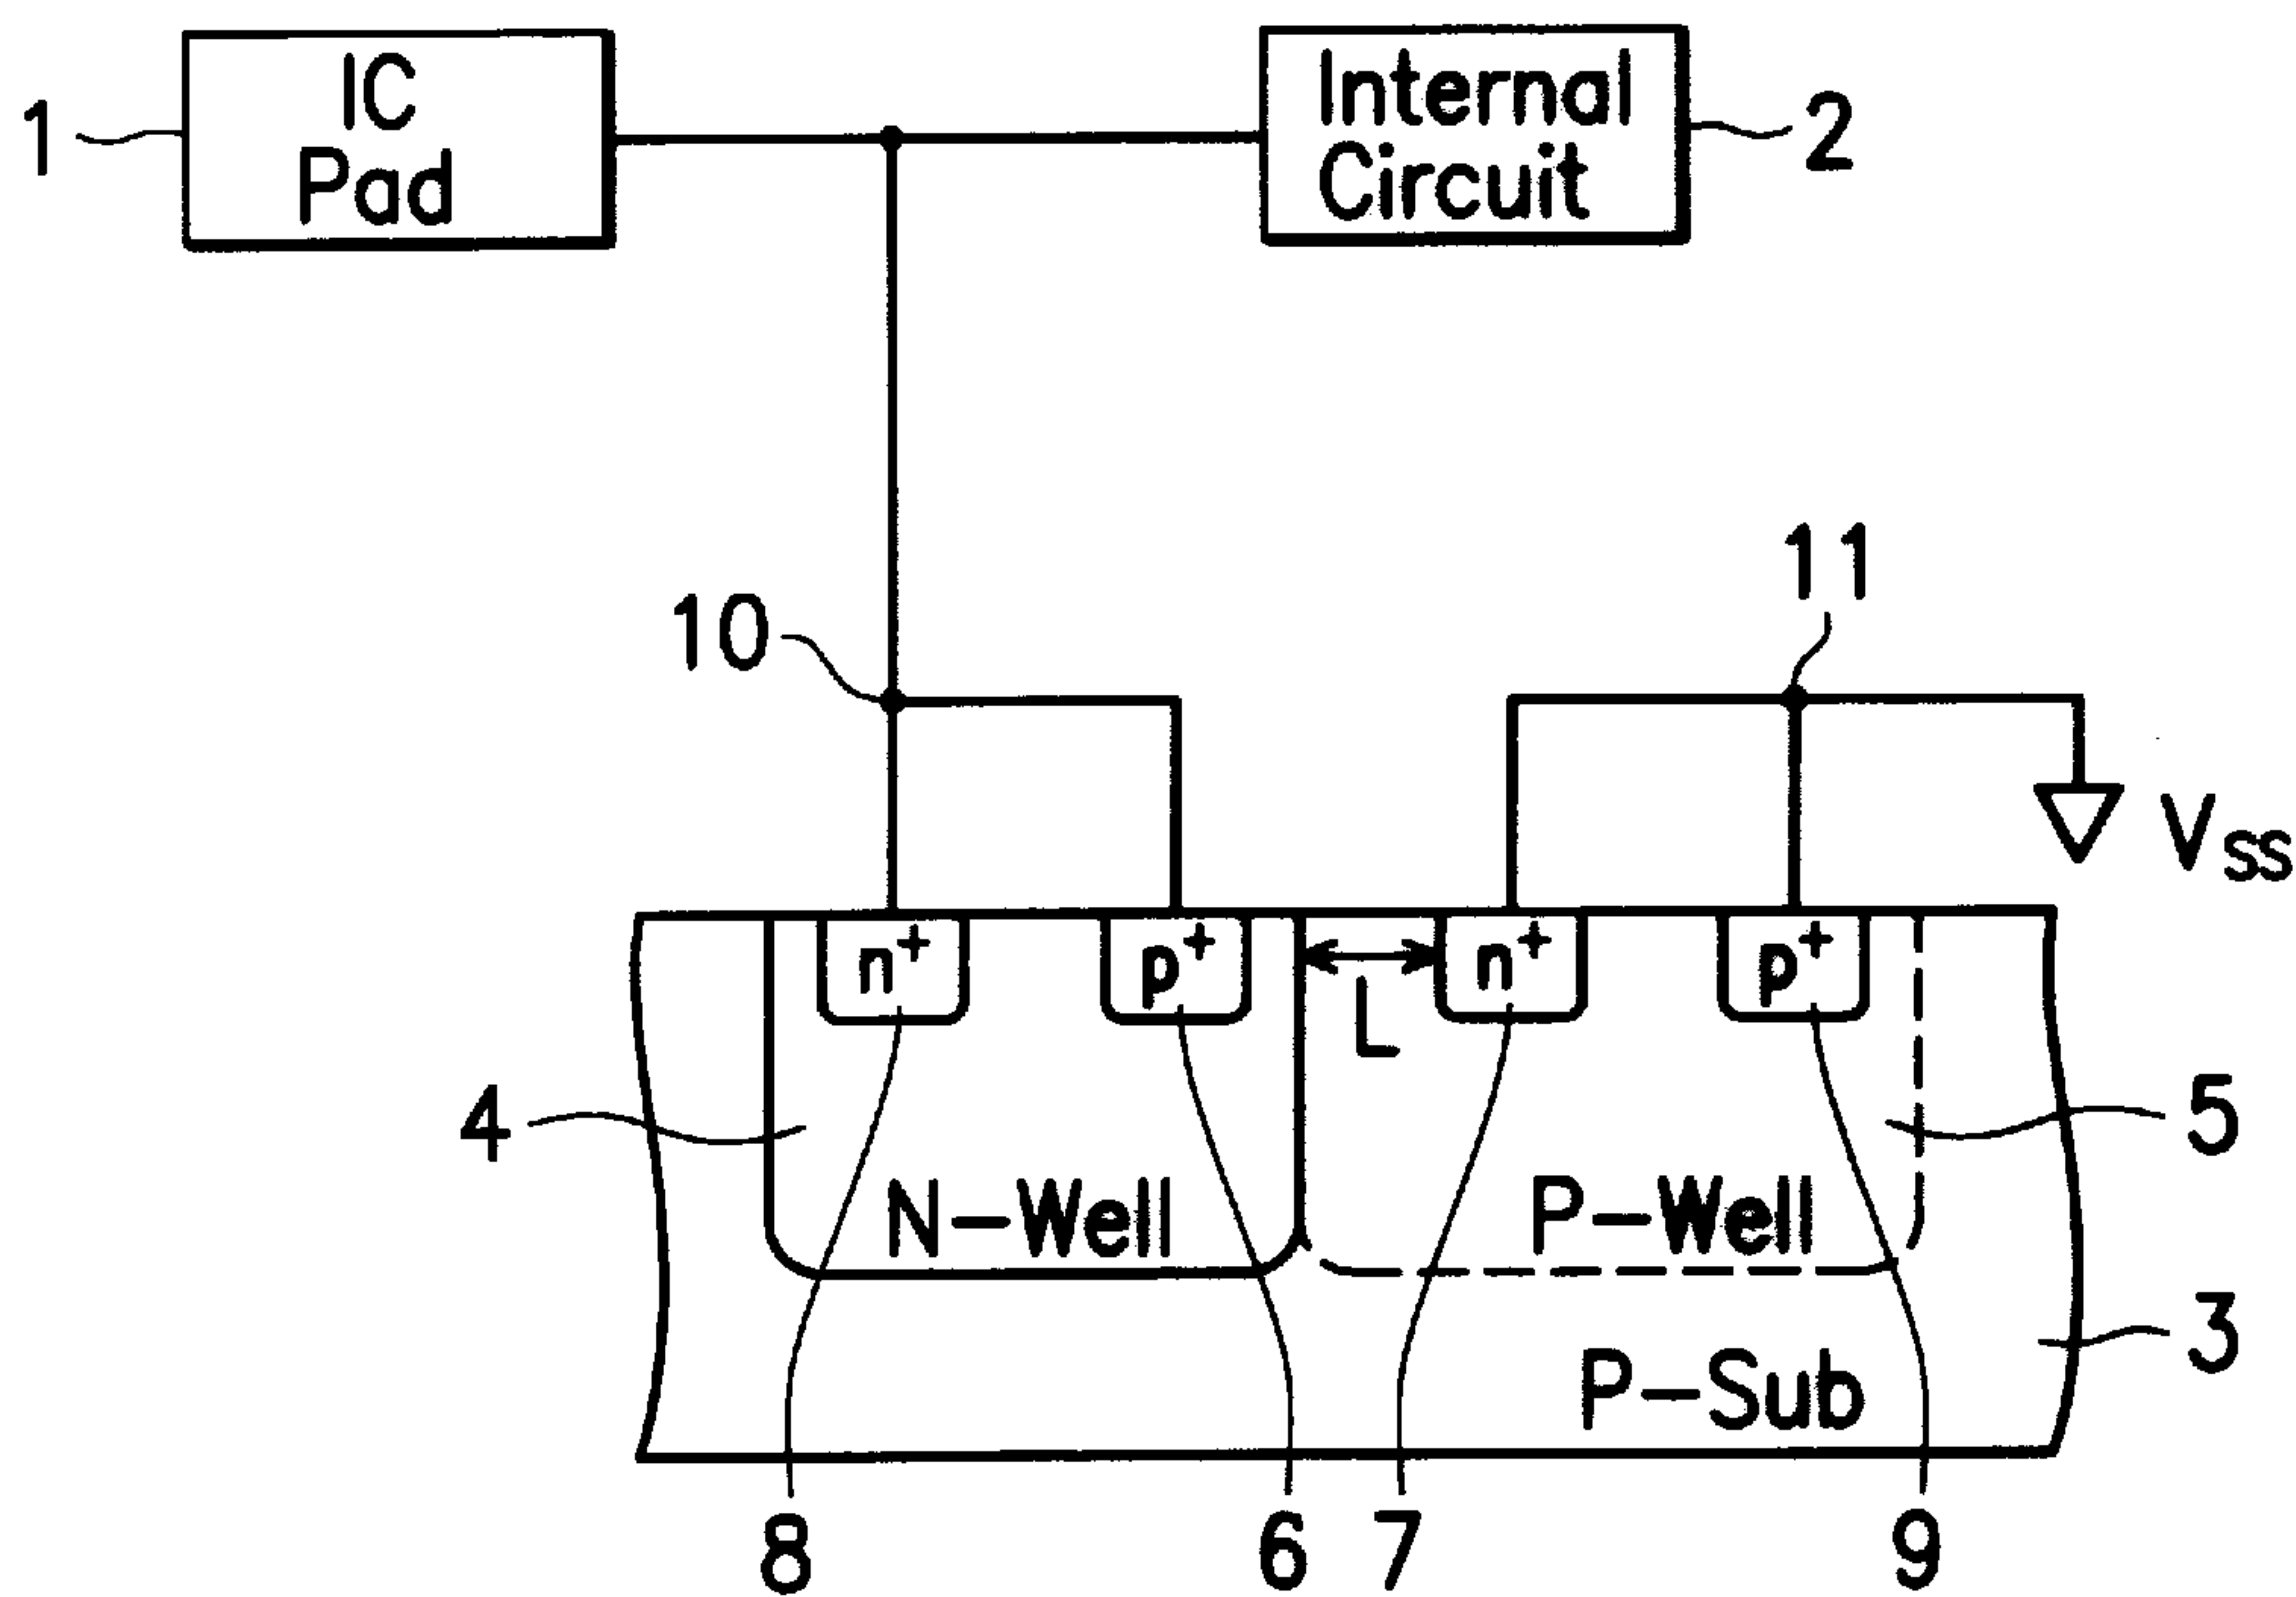 IC
Pad
Internal
Circuit
1
2
11
10
VSS
n+
p+
n+
p+
L
4
5
N-Well
P-Well
3
P-Sub
8
6
7
9